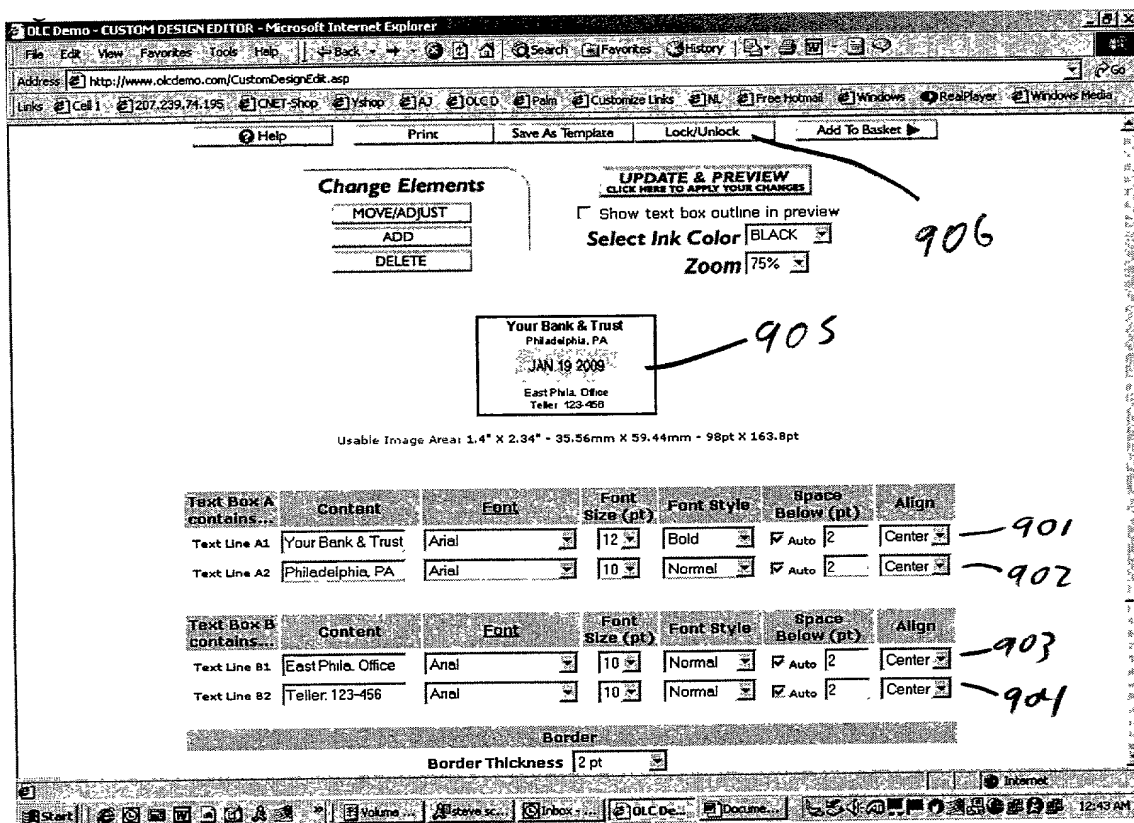 OLC Demo - CUSTOM DESIGN EDITOR - Microsoft Internet Explorer
File Edit View Favorites Tools Help Back Search Favorites History
Address http://www.olcdemo.com/CustomDesignEdit.asp Go
Links Cell 1 207.239.74.195 CNET-Shop Yshop AJ OLC D Palm Customize Links NL Free Hotmail Windows RealPlayer Windows Media
Help Print Save As Template Lock/Unlock Add To Basket
Change Elements
MOVE/ADJUST
ADD
DELETE
UPDATE & PREVIEW
CLICK HERE TO APPLY YOUR CHANGES
Show text box outline in preview
Select Ink Color BLACK
Zoom 75%
906
Your Bank & Trust
Philadelphia, PA
JAN 19 2009
East Phila. Office
Teller: 123-456
905
Usable Image Area: 1.4" X 2.34" - 35.56mm X 59.44mm - 98pt X 163.8pt
Text Box A contains... Content Font Font Size (pt) Font Style Space Below (pt) Align
Text Line A1 Your Bank & Trust Arial 12 Bold Auto 2 Center 901
Text Line A2 Philadelphia, PA Arial 10 Normal Auto 2 Center 902
Text Box B contains... Content Font Font Size (pt) Font Style Space Below (pt) Align
Text Line B1 East Phila. Office Arial 10 Normal Auto 2 Center 903
Text Line B2 Teller: 123-456 Arial 10 Normal Auto 2 Center 904
Border
Border Thickness 2 pt
Internet
Start Volume ... steve sc... Inbox - ... OLC De... Docume... 12:43 AM